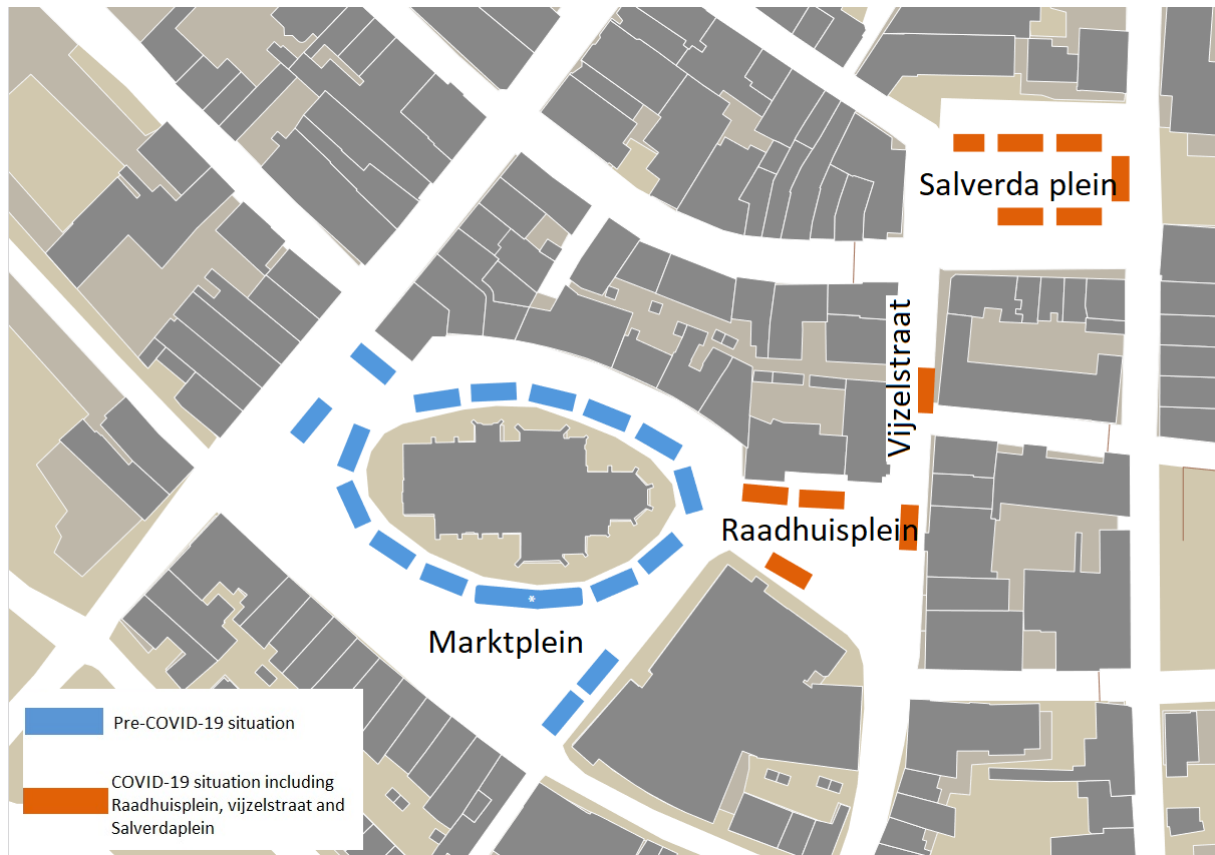 Salverda plein
Vijzelstraat
Raadhuisplein
*
Marktplein
Pre-COVID-19 situation
COVID-19 situation including
Raadhuisplein, vijzelstraat and
Salverdaplein